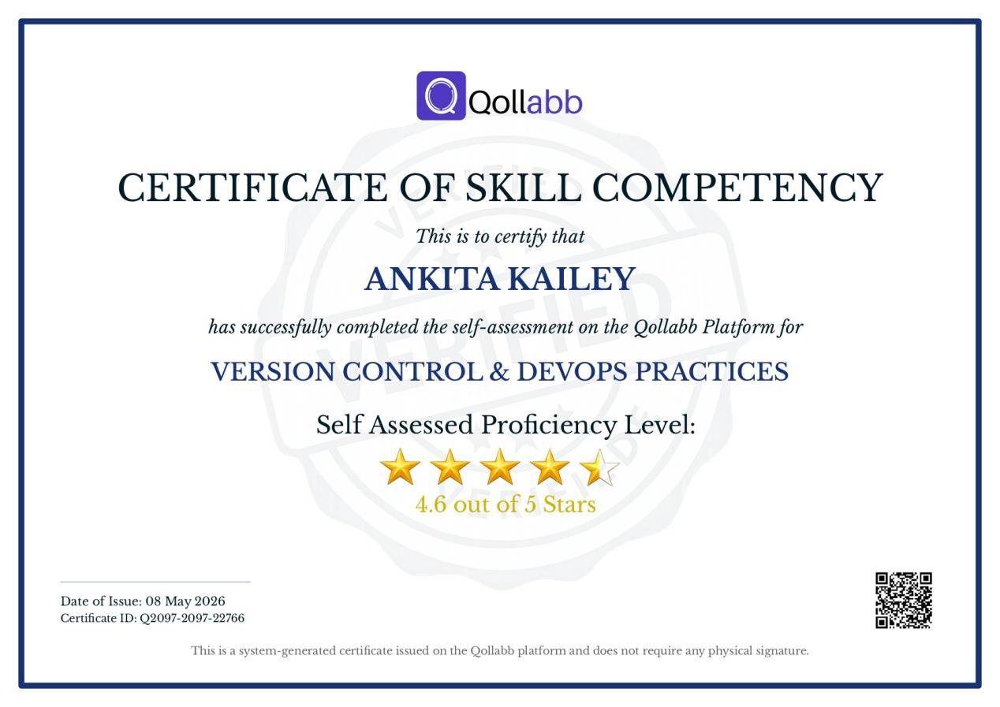 Qollabb
CERTIFICATE OF SKILL COMPETENCY
This is to certify that
ANKITA KAILEY
has successfully completed the self-assessment on the Qollabb Platform for
VERSION CONTROL & DEVOPS PRACTICES
Self Assessed Proficiency Level:
4.6 out of 5 Stars
Date of Issue: 08 May 2026
Certificate ID: Q2097-2097-22766
This is a system-generated certificate issued on the Qollabb platform and does not require any physical signature.
VERIFIED
VERIFIED
VERIFIED